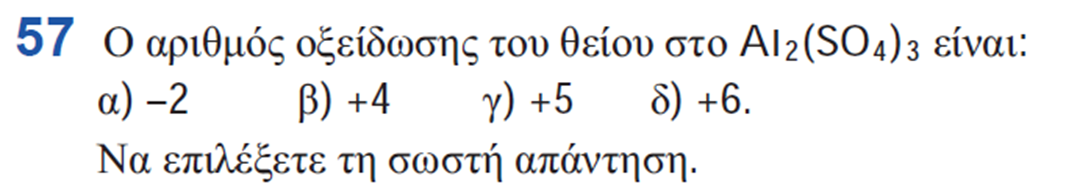 57 Ο αριθμός οξείδωσης του θείου στο Al₂(SO₄)₃ είναι:
α) –2 β) +4 γ) +5 δ) +6.
Να επιλέξετε τη σωστή απάντηση.